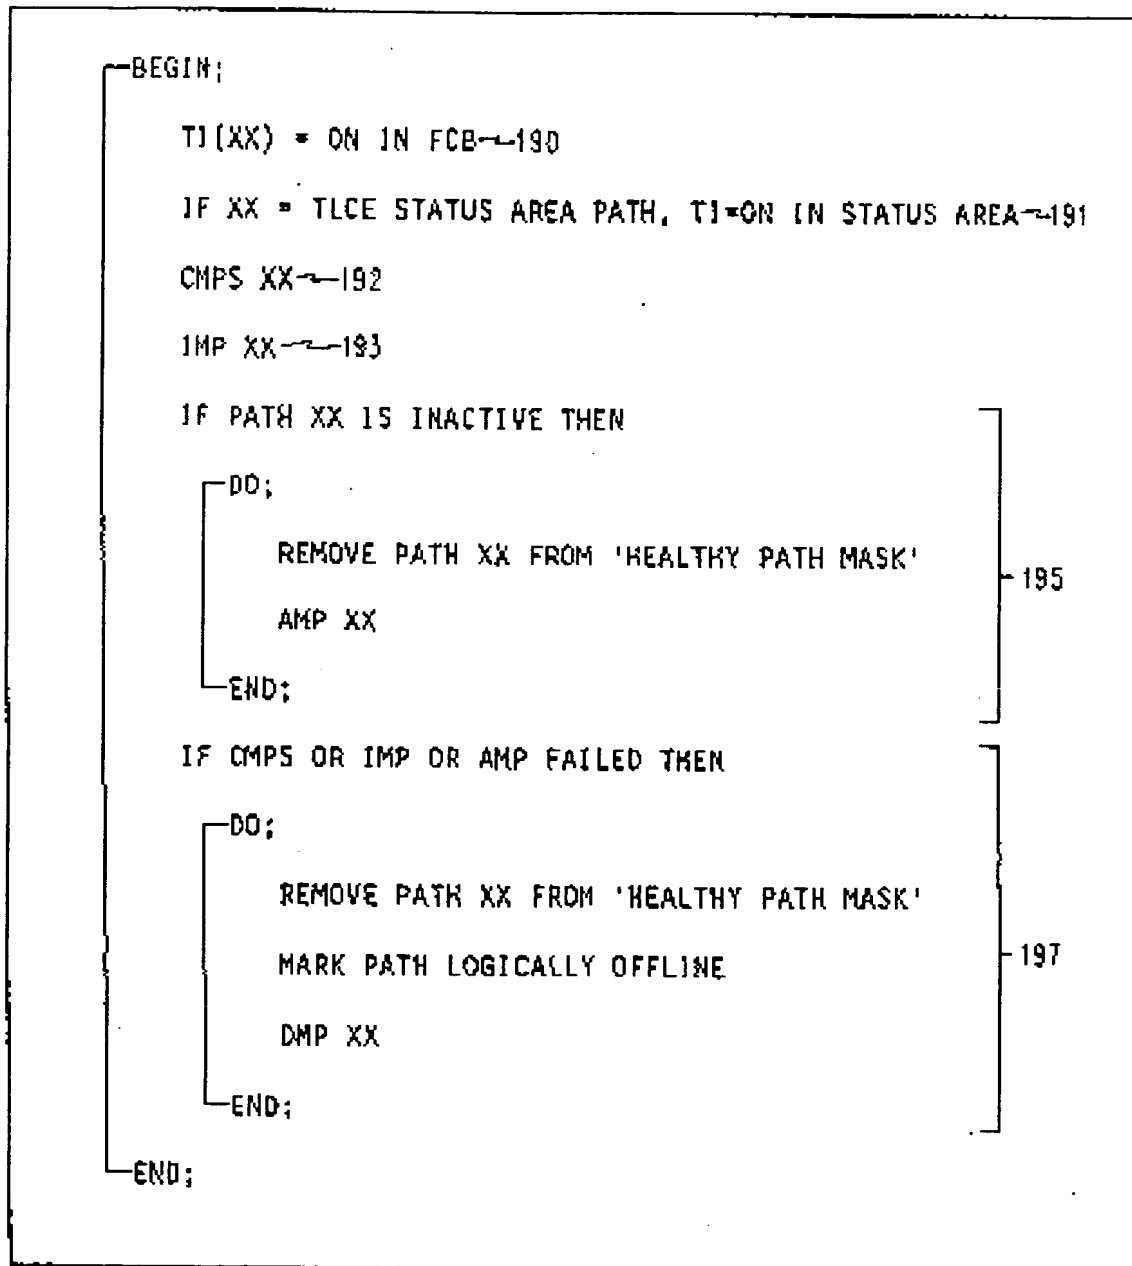 BEGIN;
TI(XX) = ON IN FCB 190
IF XX = TLCE STATUS AREA PATH, TI=ON IN STATUS AREA 191
CMPS XX 192
IMP XX 193
IF PATH XX IS INACTIVE THEN
DO;
REMOVE PATH XX FROM 'HEALTHY PATH MASK'
195
AMP XX
END;
IF CMPS OR IMP OR AMP FAILED THEN
DO;
REMOVE PATH XX FROM 'HEALTHY PATH MASK'
MARK PATH LOGICALLY OFFLINE 197
DMP XX
END;
END;